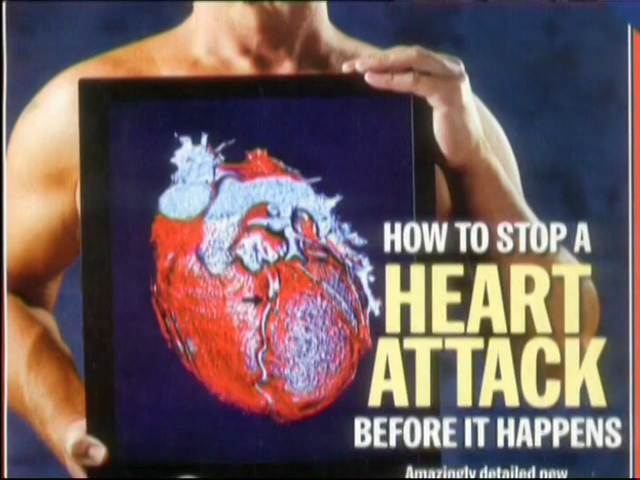 HOW TO STOP A
HEART
ATTACK
BEFORE IT HAPPENS
Amazingly detailed new